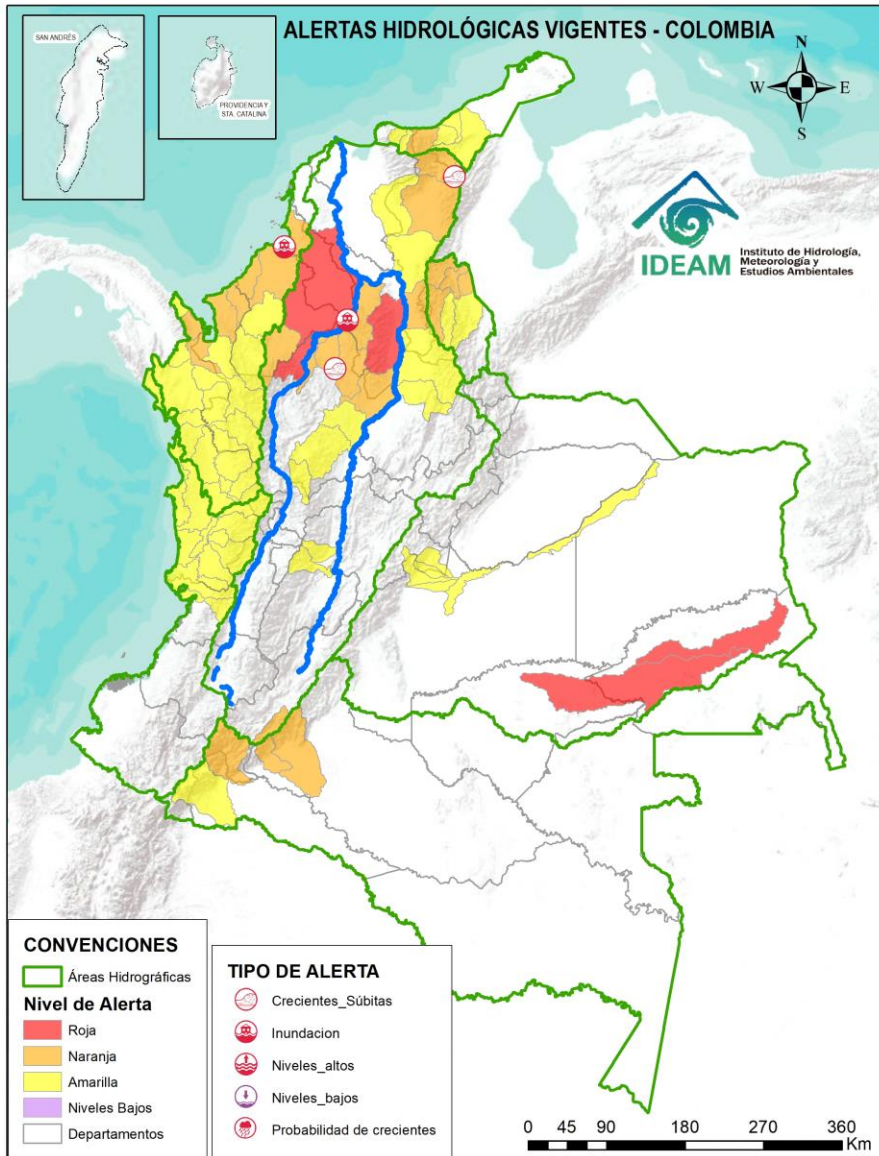 ALERTAS HIDROLÓGICAS VIGENTES - COLOMBIA
SAN ANDRÉS
PROVIDENCIA Y
STA. CATALINA
N
W
E
S
IDEAM
Instituto de Hidrología,
Meteorología y
Estudios Ambientales
CONVENCIONES
Áreas Hidrográficas
Nivel de Alerta
Roja
Naranja
Amarilla
Niveles Bajos
Departamentos
TIPO DE ALERTA
Crecientes_Súbitas
Inundacion
Niveles_altos
Niveles_bajos
Probabilidad de crecientes
0 45 90 180 270 360
Km